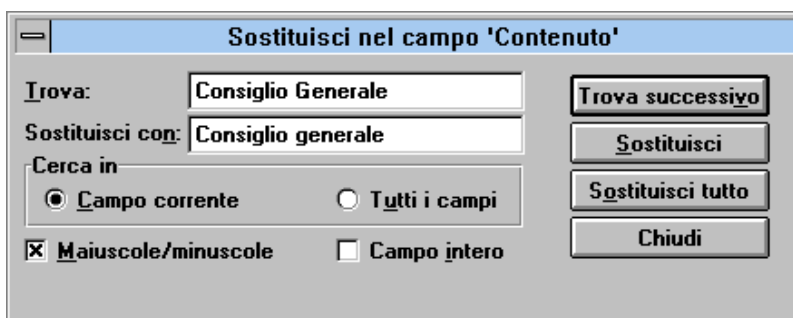 Sostituisci nel campo 'Contenuto'
Trova: Consiglio Generale
Trova successivo
Sostituisci con: Consiglio generale
Sostituisci
Cerca in
Campo corrente
Tutti i campi
Sostituisci tutto
Maiuscole/minuscole
Campo intero
Chiudi